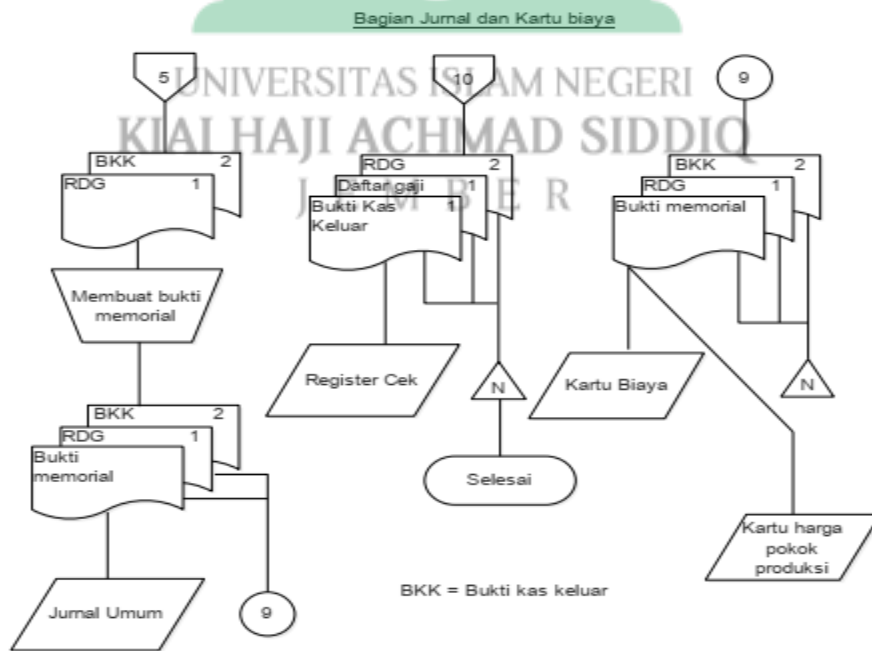 Bagian Jurnal dan Kartu biaya
5
10
9
UNIVERSITAS ISLAM NEGERI
KIAI HAJI ACHMAD SIDDIQ
J E M B E R
BKK 2
RDG 1
Membuat bukti
memorial
BKK 2
RDG 1
Bukti
memorial
Jurnal Umum
9
RDG 2
Daftar gaji 1
Bukti Kas 1
Keluar
Register Cek
N
Selesai
BKK 2
RDG 1
Bukti memorial
Kartu Biaya
N
Kartu harga
pokok
produksi
BKK = Bukti kas keluar